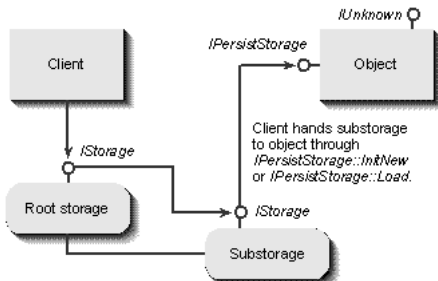 IUnknown
IPersistStorage
Client
Object
Client hands substorage
to object through
IPersistStorage::InitNew
or IPersistStorage::Load.
IStorage
IStorage
Root storage
Substorage